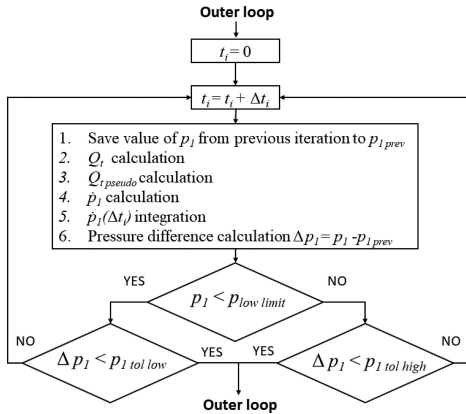 Outer loop
t_i = 0
t_i = t_i + Δt_i
1. Save value of p_1 from previous iteration to p_1 prev
2. Q_t calculation
3. Q_t pseudo calculation
4. ṗ_1 calculation
5. ṗ_1(Δt_i) integration
6. Pressure difference calculation Δp_1 = p_1 -p_1 prev
YES NO
p_1 < p_low limit
NO YES YES NO
Δ p_1 < p_1 tol low
Δ p_1 < p_1 tol high
Outer loop